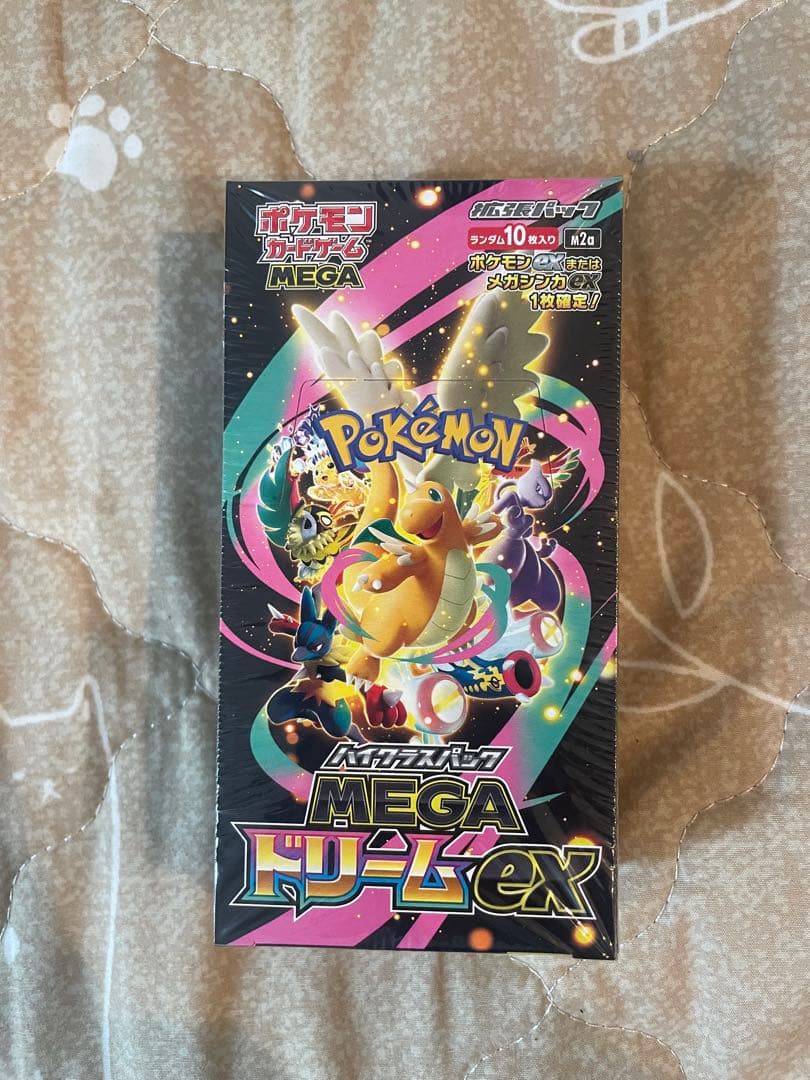 ポケモン
カードゲーム
MEGA
拡張パック
ランダム10枚入り M2a
ポケモンexまたは
メガシンカex
1枚確定!
POKéMON
ハイクラスパック
MEGA
ドリームex